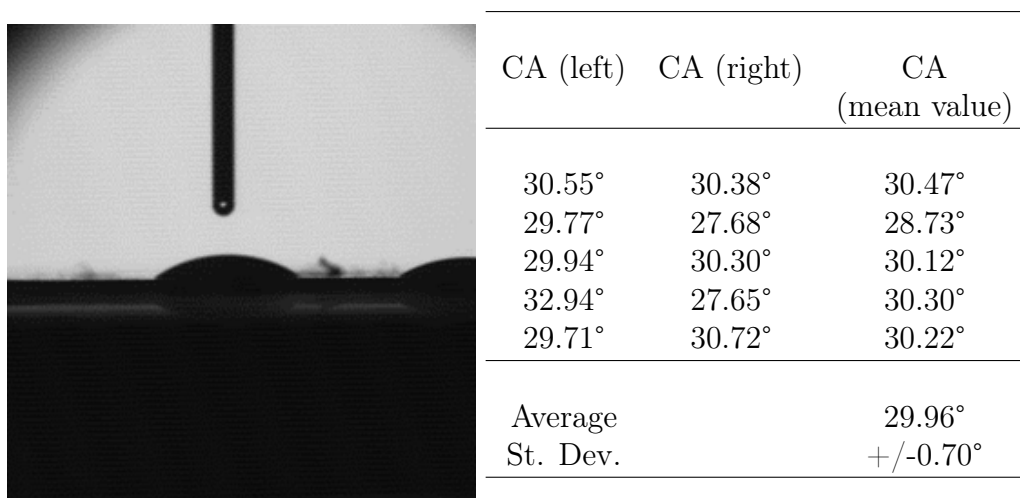 CA (left) CA (right) CA
(mean value)
30.55° 30.38° 30.47°
29.77° 27.68° 28.73°
29.94° 30.30° 30.12°
32.94° 27.65° 30.30°
29.71° 30.72° 30.22°
Average 29.96°
St. Dev. +/-0.70°